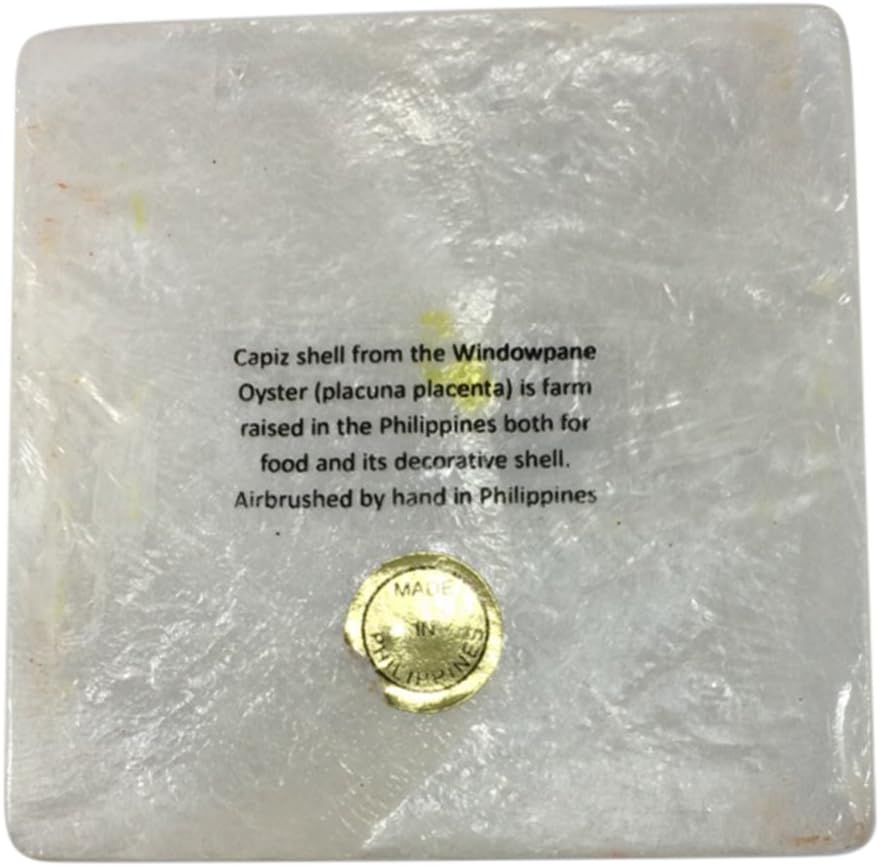 Capiz shell from the Windowpane
Oyster (placuna placenta) is farm
raised in the Philippines both for
food and its decorative shell.
Airbrushed by hand in Philippines
MADE
IN
PHILIPPINES